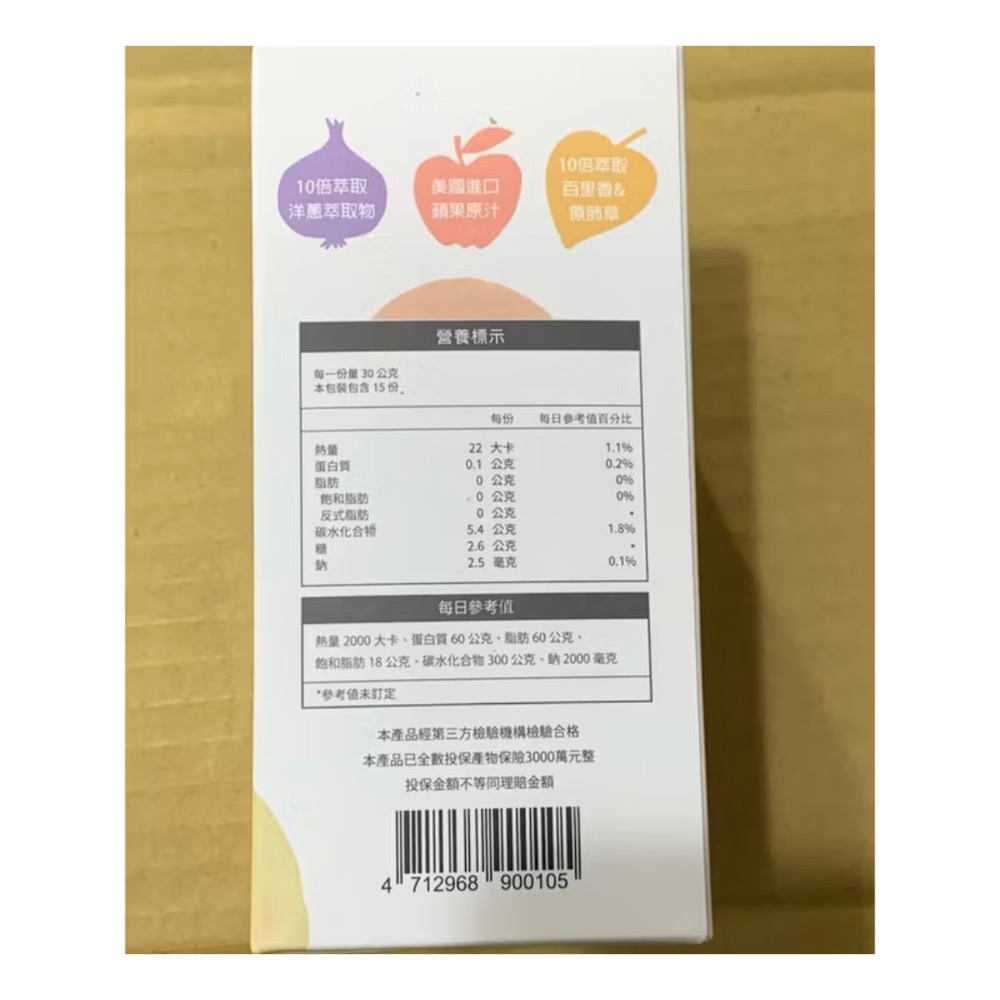 10倍萃取
洋蔥萃取物
美國進口
蘋果原汁
10倍萃取
百里香&
療肺草
營養標示
每一份量 30 公克
本包裝包含 15 份。
每份 每日參考值百分比
熱量 22 大卡 1.1%
蛋白質 0.1 公克 0.2%
脂肪 0 公克 0%
飽和脂肪 0 公克 0%
反式脂肪 0 公克 *
碳水化合物 5.4 公克 1.8%
糖 2.6 公克 *
鈉 2.5 毫克 0.1%
每日參考值
熱量 2000 大卡、蛋白質 60 公克、脂肪 60 公克、
飽和脂肪 18 公克、碳水化合物 300 公克、鈉 2000 毫克
*參考值未訂定
本產品經第三方檢驗機構檢驗合格
本產品已全數投保產物保險3000萬元整
投保金額不等同理賠金額
4 712968 900105